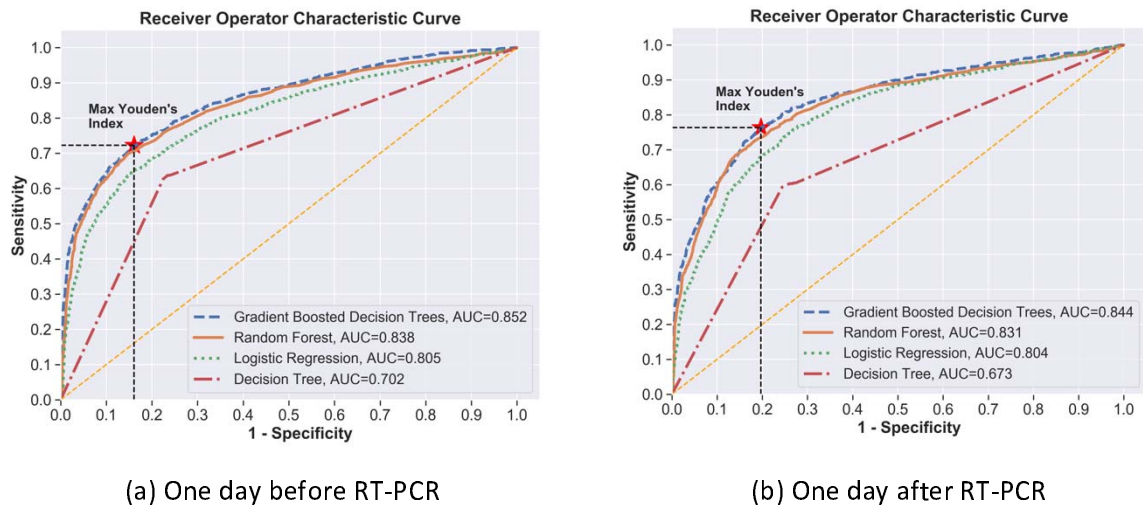 Receiver Operator Characteristic Curve
1.0
0.9
0.8
0.7
0.6
0.5
0.4
0.3
0.2
0.1
0.0
Sensitivity
Max Youden's
Index
Gradient Boosted Decision Trees, AUC=0.852
Random Forest, AUC=0.838
Logistic Regression, AUC=0.805
Decision Tree, AUC=0.702
0.0 0.1 0.2 0.3 0.4 0.5 0.6 0.7 0.8 0.9 1.0
1 - Specificity
(a) One day before RT-PCR
Receiver Operator Characteristic Curve
1.0
0.9
0.8
0.7
0.6
0.5
0.4
0.3
0.2
0.1
0.0
Sensitivity
Max Youden's
Index
Gradient Boosted Decision Trees, AUC=0.844
Random Forest, AUC=0.831
Logistic Regression, AUC=0.804
Decision Tree, AUC=0.673
0.0 0.1 0.2 0.3 0.4 0.5 0.6 0.7 0.8 0.9 1.0
1 - Specificity
(b) One day after RT-PCR